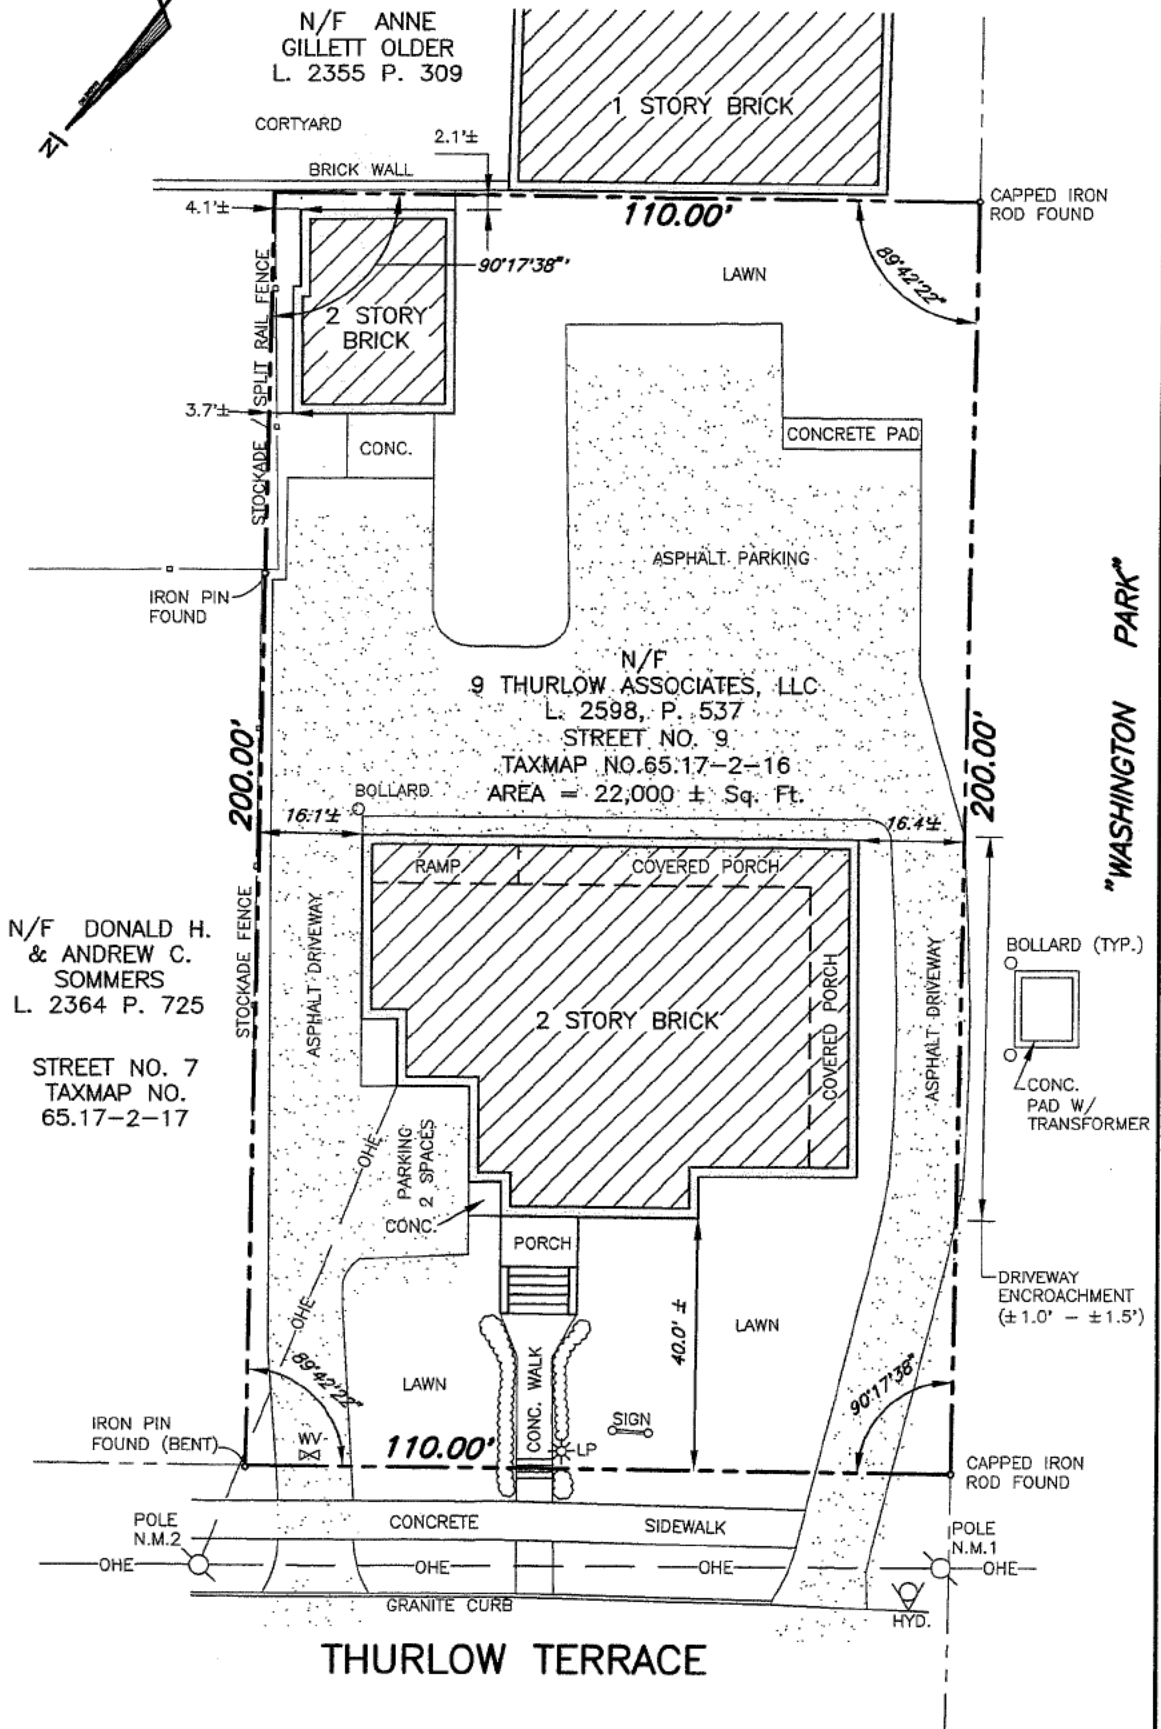 N/F ANNE
GILLETT OLDER
L. 2355 P. 309
1 STORY BRICK
CORTYARD
2.1'±
N
BRICK WALL
4.1'±
110.00'
CAPPED IRON
ROD FOUND
90°17'38"
89°42'22"
LAWN
2 STORY
BRICK
STOCKADE / SPLIT RAIL FENCE
3.7'±
CONC.
CONCRETE PAD
ASPHALT PARKING
IRON PIN
FOUND
"WASHINGTON PARK"
N/F
9 THURLOW ASSOCIATES, LLC
L. 2598, P. 537
STREET NO. 9
TAXMAP NO.65.17-2-16
AREA = 22,000 ± Sq. Ft.
200.00'
200.00'
BOLLARD
16.1'±
16.4'±
RAMP
COVERED PORCH
N/F DONALD H.
& ANDREW C.
SOMMERS
L. 2364 P. 725
STREET NO. 7
TAXMAP NO.
65.17-2-17
STOCKADE FENCE
ASPHALT DRIVEWAY
2 STORY BRICK
COVERED PORCH
ASPHALT DRIVEWAY
BOLLARD (TYP.)
CONC.
PAD W/
TRANSFORMER
OHE
PARKING
2 SPACES
CONC.
PORCH
DRIVEWAY
ENCROACHMENT
(±1.0' - ±1.5')
OHE
40.0' ±
LAWN
89°42'22"
LAWN
CONC. WALK
90°17'38"
SIGN
IRON PIN
FOUND (BENT)
WV
110.00'
LP
CAPPED IRON
ROD FOUND
POLE
N.M.2
CONCRETE
SIDEWALK
POLE
N.M.1
OHE
OHE
OHE
OHE
GRANITE CURB
HYD.
THURLOW TERRACE